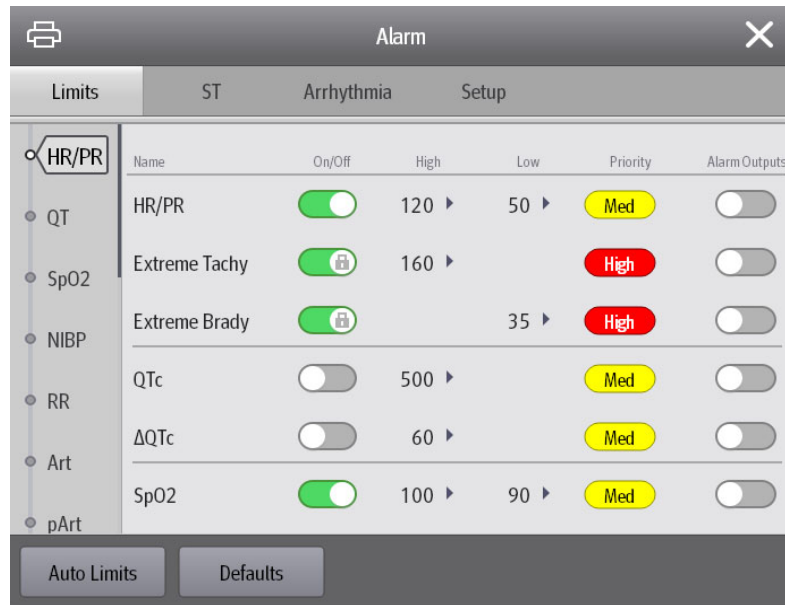 Alarm
Limits ST Arrhythmia Setup
HR/PR
QT
SpO2
NIBP
RR
Art
pArt
Name On/Off High Low Priority Alarm Outputs
HR/PR 120 50 Med
Extreme Tachy 160 High
Extreme Brady 35 High
QTc 500 Med
ΔQTc 60 Med
SpO2 100 90 Med
Auto Limits Defaults